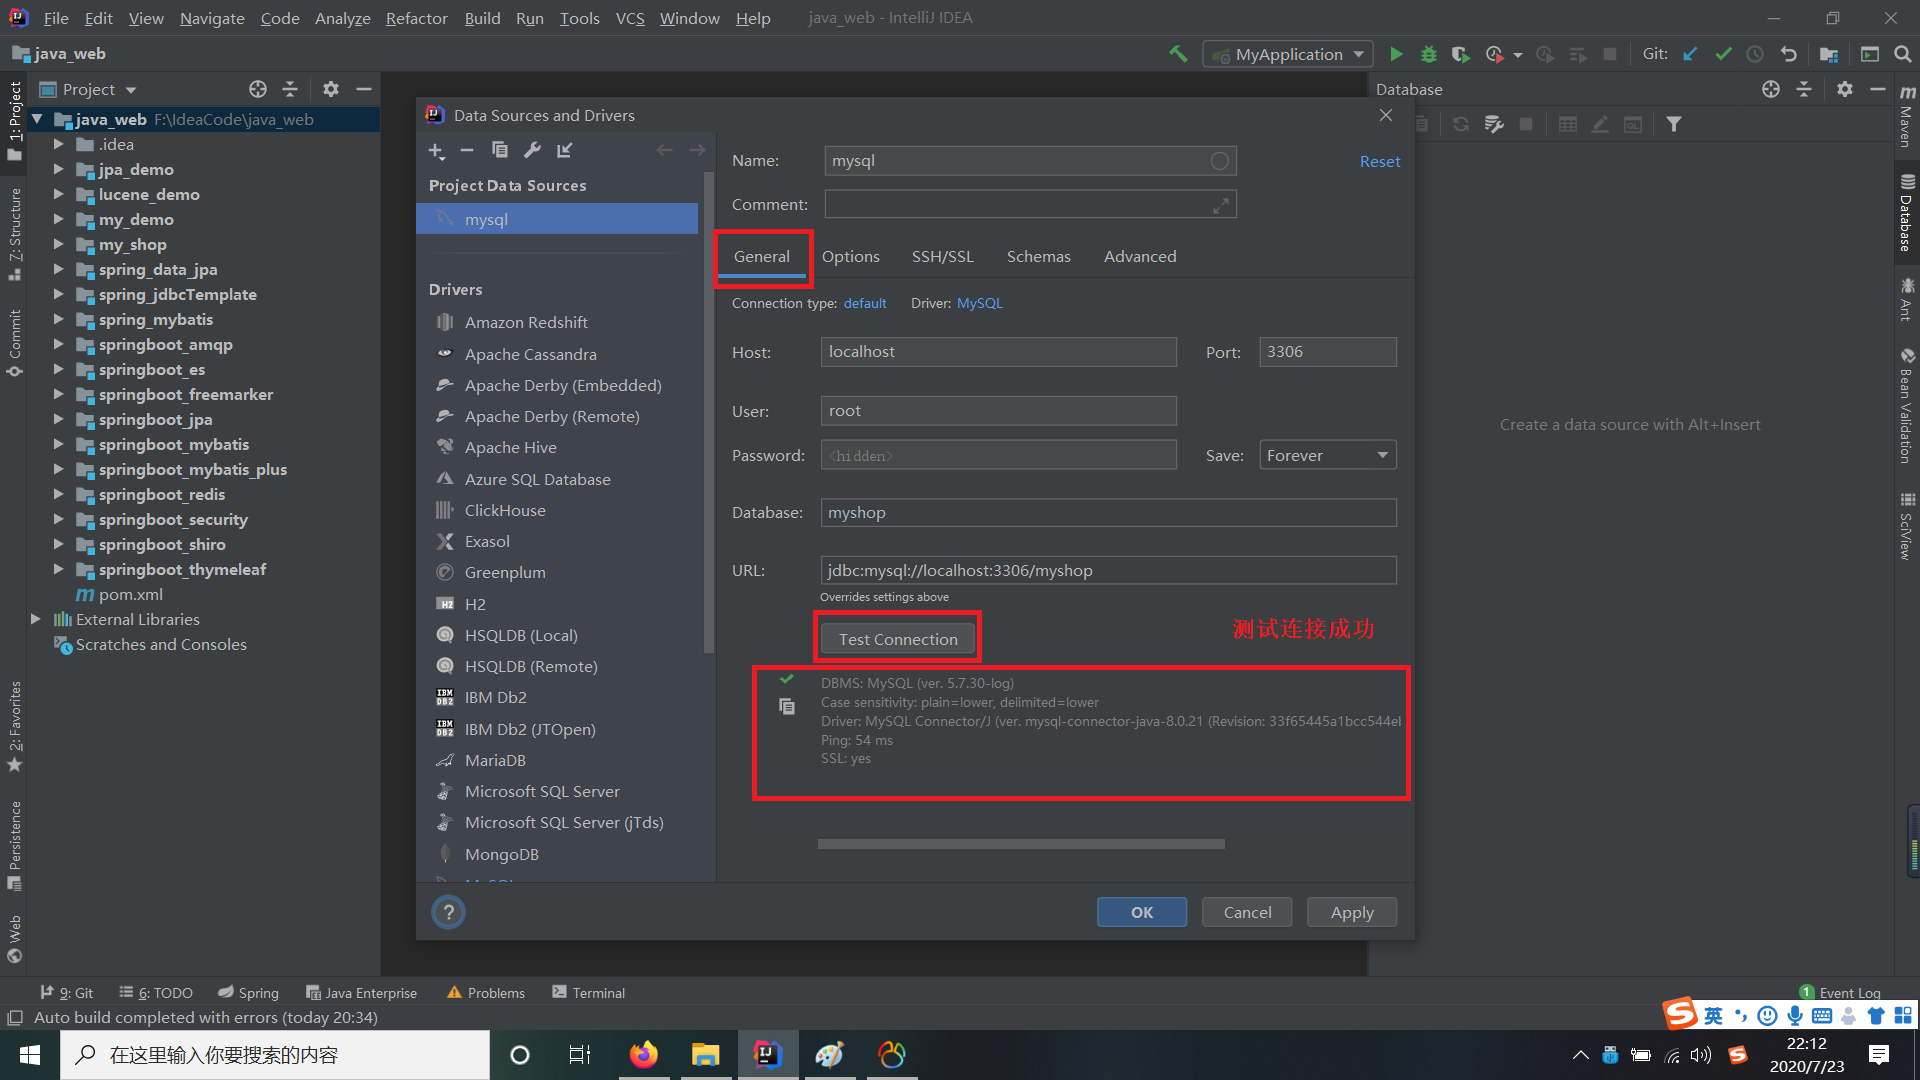 File Edit View Navigate Code Analyze Refactor Build Run Tools VCS Window Help java_web - IntelliJ IDEA
java_web
MyApplication
Git:
Project
java_web F:\IdeaCode\java_web
.idea
jpa_demo
lucene_demo
my_demo
my_shop
spring_data_jpa
spring_jdbcTemplate
spring_mybatis
springboot_amqp
springboot_es
springboot_freemarker
springboot_jpa
springboot_mybatis
springboot_mybatis_plus
springboot_redis
springboot_security
springboot_shiro
springboot_thymeleaf
pom.xml
External Libraries
Scratches and Consoles
1: Project
7: Structure
Commit
2: Favorites
Persistence
Web
Data Sources and Drivers
Project Data Sources
mysql
Drivers
Amazon Redshift
Apache Cassandra
Apache Derby (Embedded)
Apache Derby (Remote)
Apache Hive
Azure SQL Database
ClickHouse
Exasol
Greenplum
H2
HSQLDB (Local)
HSQLDB (Remote)
IBM Db2
IBM Db2 (JTOpen)
MariaDB
Microsoft SQL Server
Microsoft SQL Server (jTds)
MongoDB
Name: mysql Reset
Comment:
General Options SSH/SSL Schemas Advanced
Connection type: default Driver: MySQL
Host: localhost Port: 3306
User: root
Password: <hidden> Save: Forever
Database: myshop
URL: jdbc:mysql://localhost:3306/myshop
Overrides settings above
Test Connection
测试连接成功
DBMS: MySQL (ver. 5.7.30-log)
Case sensitivity: plain=lower, delimited=lower
Driver: MySQL Connector/J (ver. mysql-connector-java-8.0.21 (Revision: 33f65445a1bcc544el
Ping: 54 ms
SSL: yes
? OK Cancel Apply
Database
Create a data source with Alt+Insert
Maven
Database
Ant
Bean Validation
SciView
9: Git 6: TODO Spring Java Enterprise Problems Terminal 1 Event Log
Auto build completed with errors (today 20:34)
英
在这里输入你要搜索的内容
22:12
2020/7/23